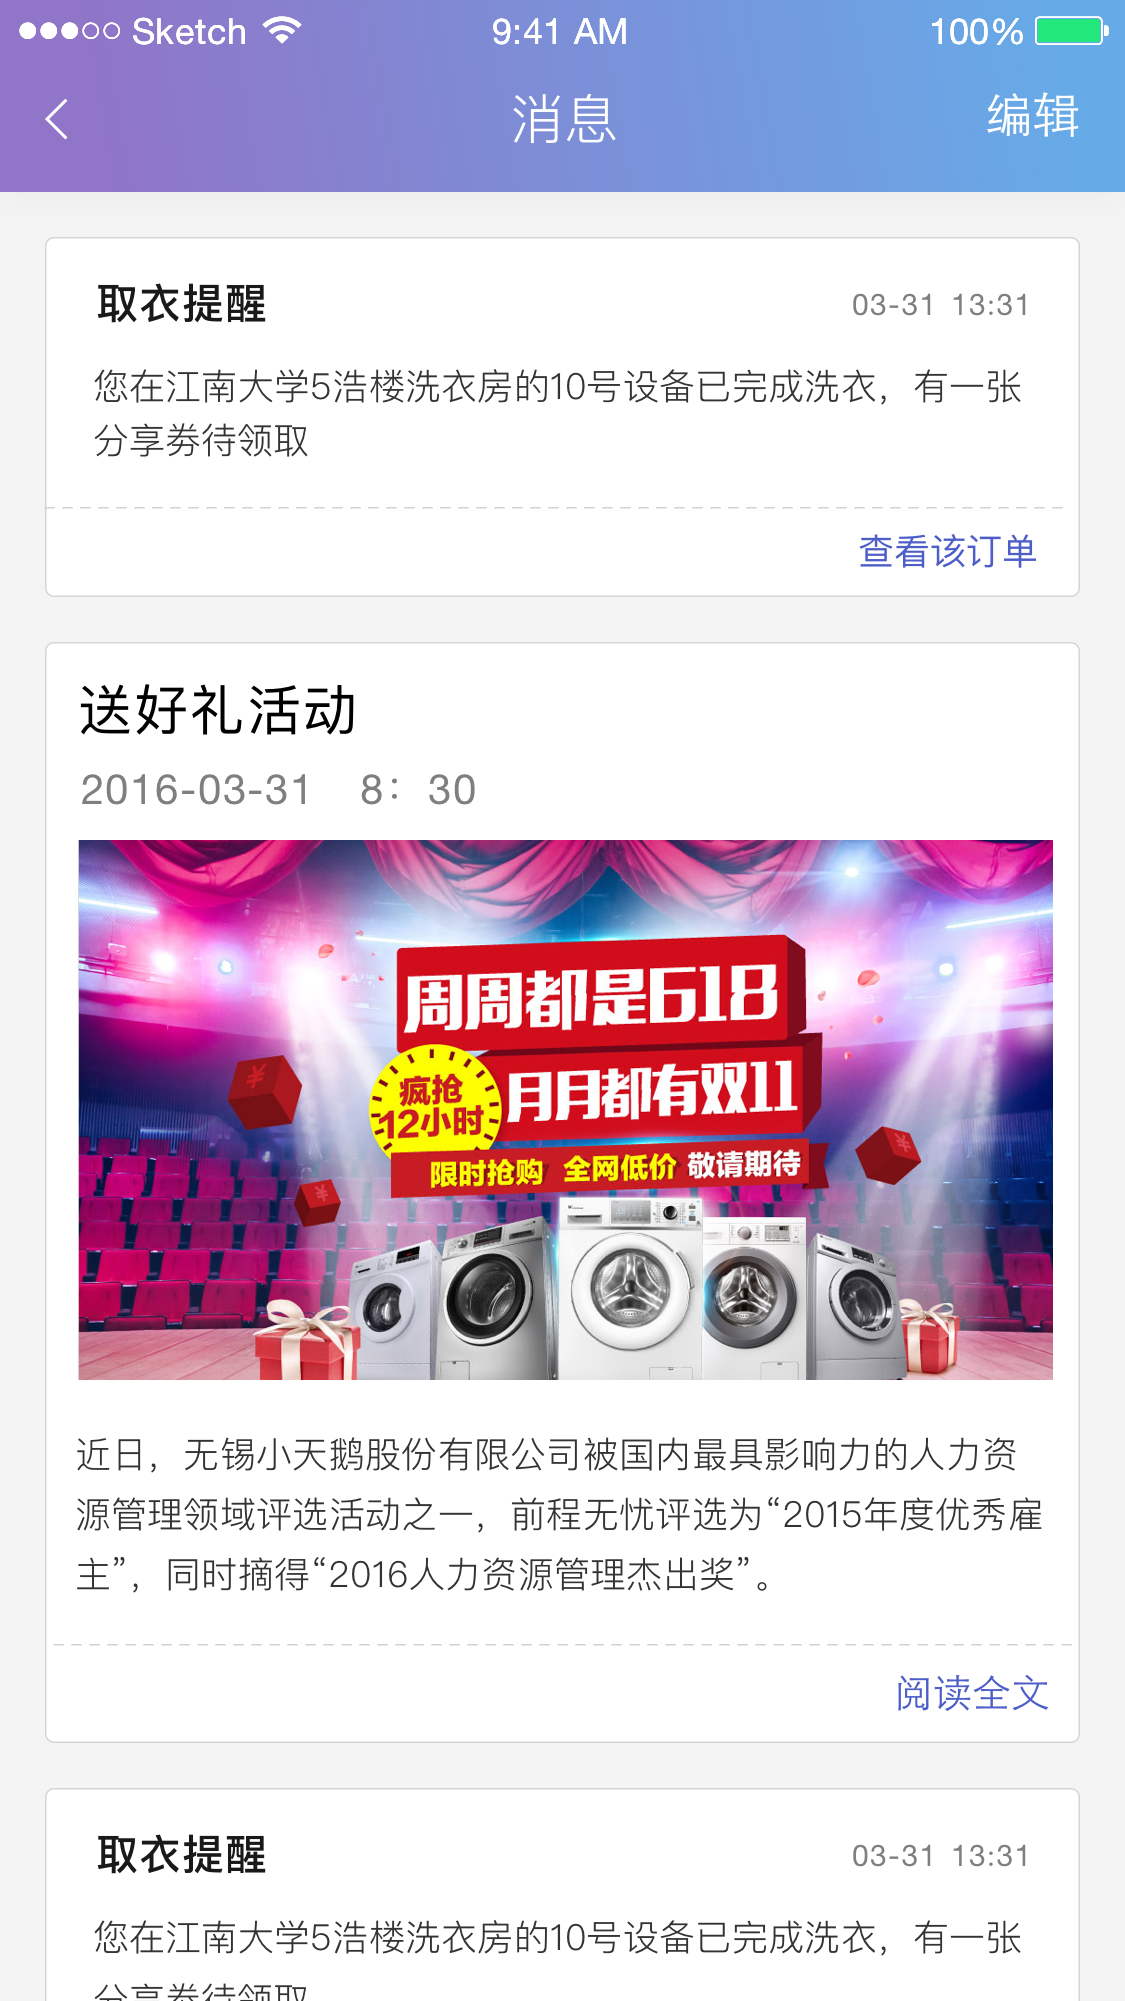 Sketch 9:41 AM 100%
消息 编辑
取衣提醒 03-31 13:31
您在江南大学5浩楼洗衣房的10号设备已完成洗衣，有一张
分享券待领取
查看该订单
送好礼活动
2016-03-31 8：30
周周都是618
疯抢
12小时
月月都有双11
限时抢购 全网低价 敬请期待
近日，无锡小天鹅股份有限公司被国内最具影响力的人力资
源管理领域评选活动之一，前程无忧评选为“2015年度优秀雇
主”，同时摘得“2016人力资源管理杰出奖”。
阅读全文
取衣提醒 03-31 13:31
您在江南大学5浩楼洗衣房的10号设备已完成洗衣，有一张
分享券待领取